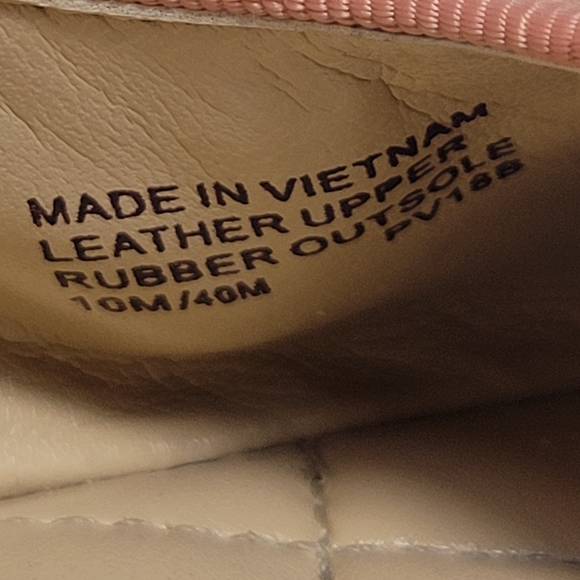 MADE IN VIETNAM
LEATHER UPPER
RUBBER OUTSOLE
10M/40M PV18B